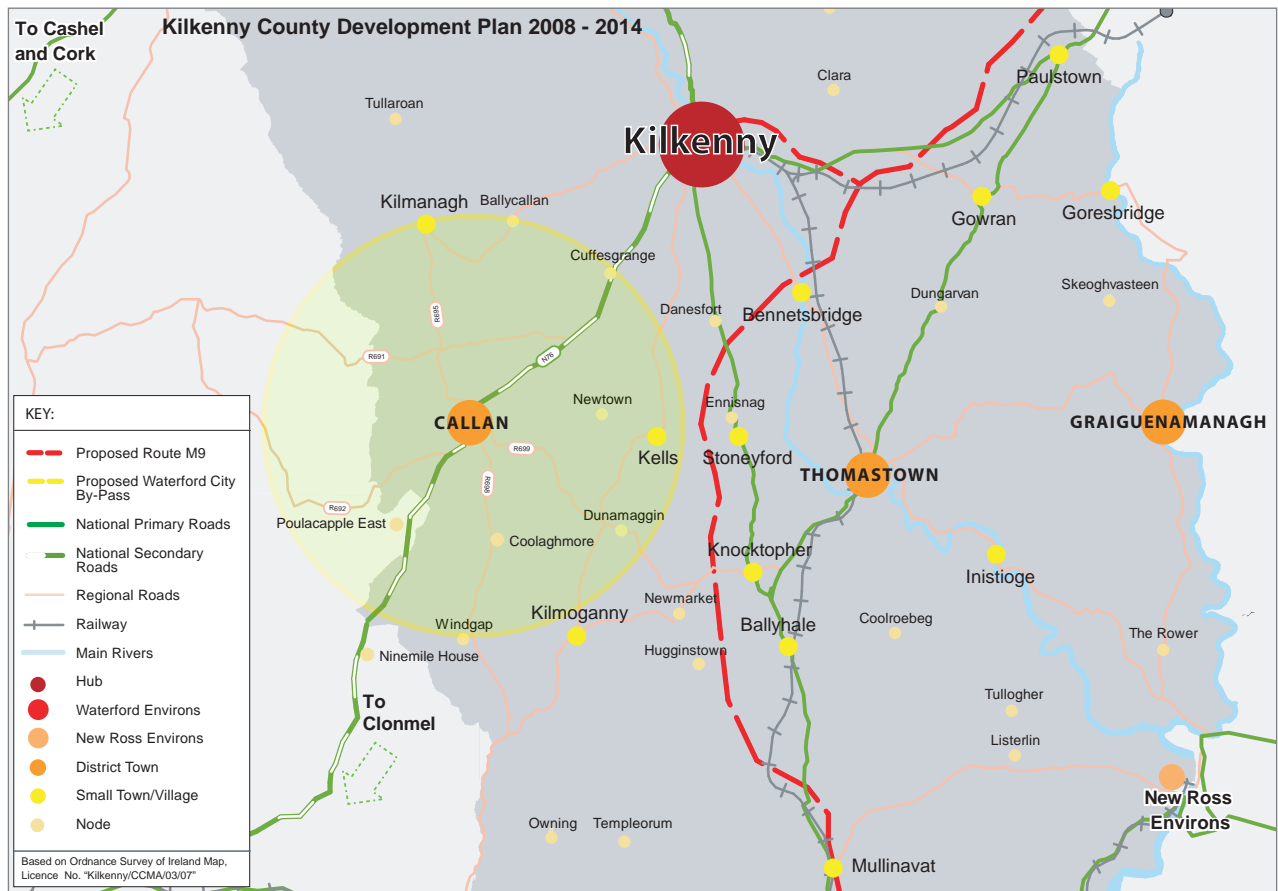 Kilkenny County Development Plan 2008 - 2014
To Cashel
and Cork
Paulstown
Clara
Tullaroan
Kilkenny
Kilmanagh
Ballycallan
Gowran
Goresbridge
Cuffesgrange
Skeoghvasteen
Dungarvan
Danesfort
Bennetsbridge
R695
R691
N76
Newtown
Ennisnag
CALLAN
GRAIGUENAMANAGH
R699
Kells
Stoneyford
THOMASTOWN
R698
R692
Poulacapple East
Dunamaggin
Coolaghmore
Knocktopher
Inistioge
Newmarket
Kilmoganny
Coolroebeg
Windgap
Ballyhale
The Rower
Ninemile House
Hugginstown
To
Clonmel
Tullogher
Listerlin
New Ross
Environs
Owning
Templeorum
Mullinavat
KEY:
Proposed Route M9
Proposed Waterford City
By-Pass
National Primary Roads
National Secondary
Roads
Regional Roads
Railway
Main Rivers
Hub
Waterford Environs
New Ross Environs
District Town
Small Town/Village
Node
Based on Ordnance Survey of Ireland Map,
Licence No. "Kilkenny/CCMA/03/07"